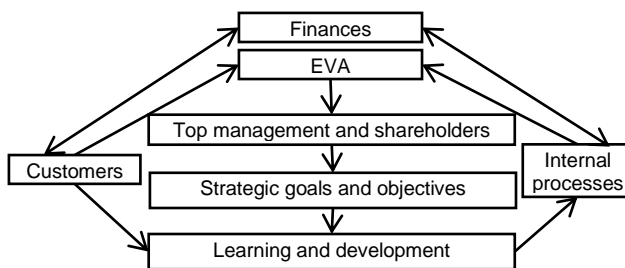 Finances
EVA
Top management and shareholders
Customers
Internal
processes
Strategic goals and objectives
Learning and development